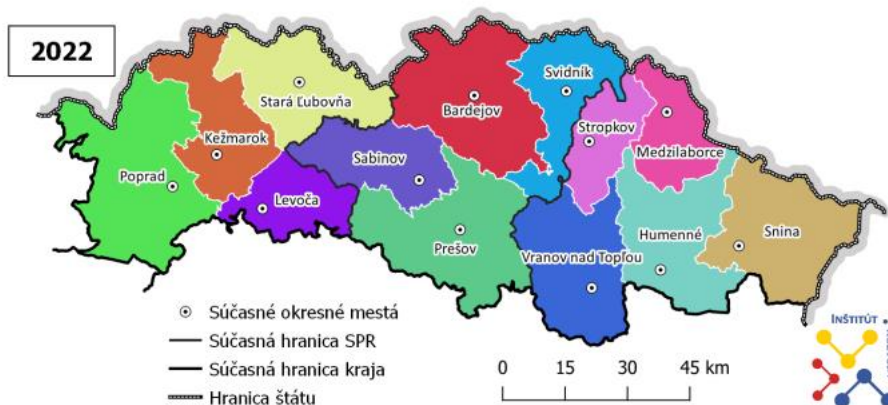 2022
Svidník
Stará Ľubovňa
Bardejov
Stropkov
Kežmarok
Medzilaborce
Sabinov
Poprad
Levoča
Prešov
Vranov nad Topľou
Humenné
Snina
Súčasné okresné mestá
Súčasná hranica SPR
Súčasná hranica kraja
Hranica štátu
0 15 30 45 km
INŠTITÚT